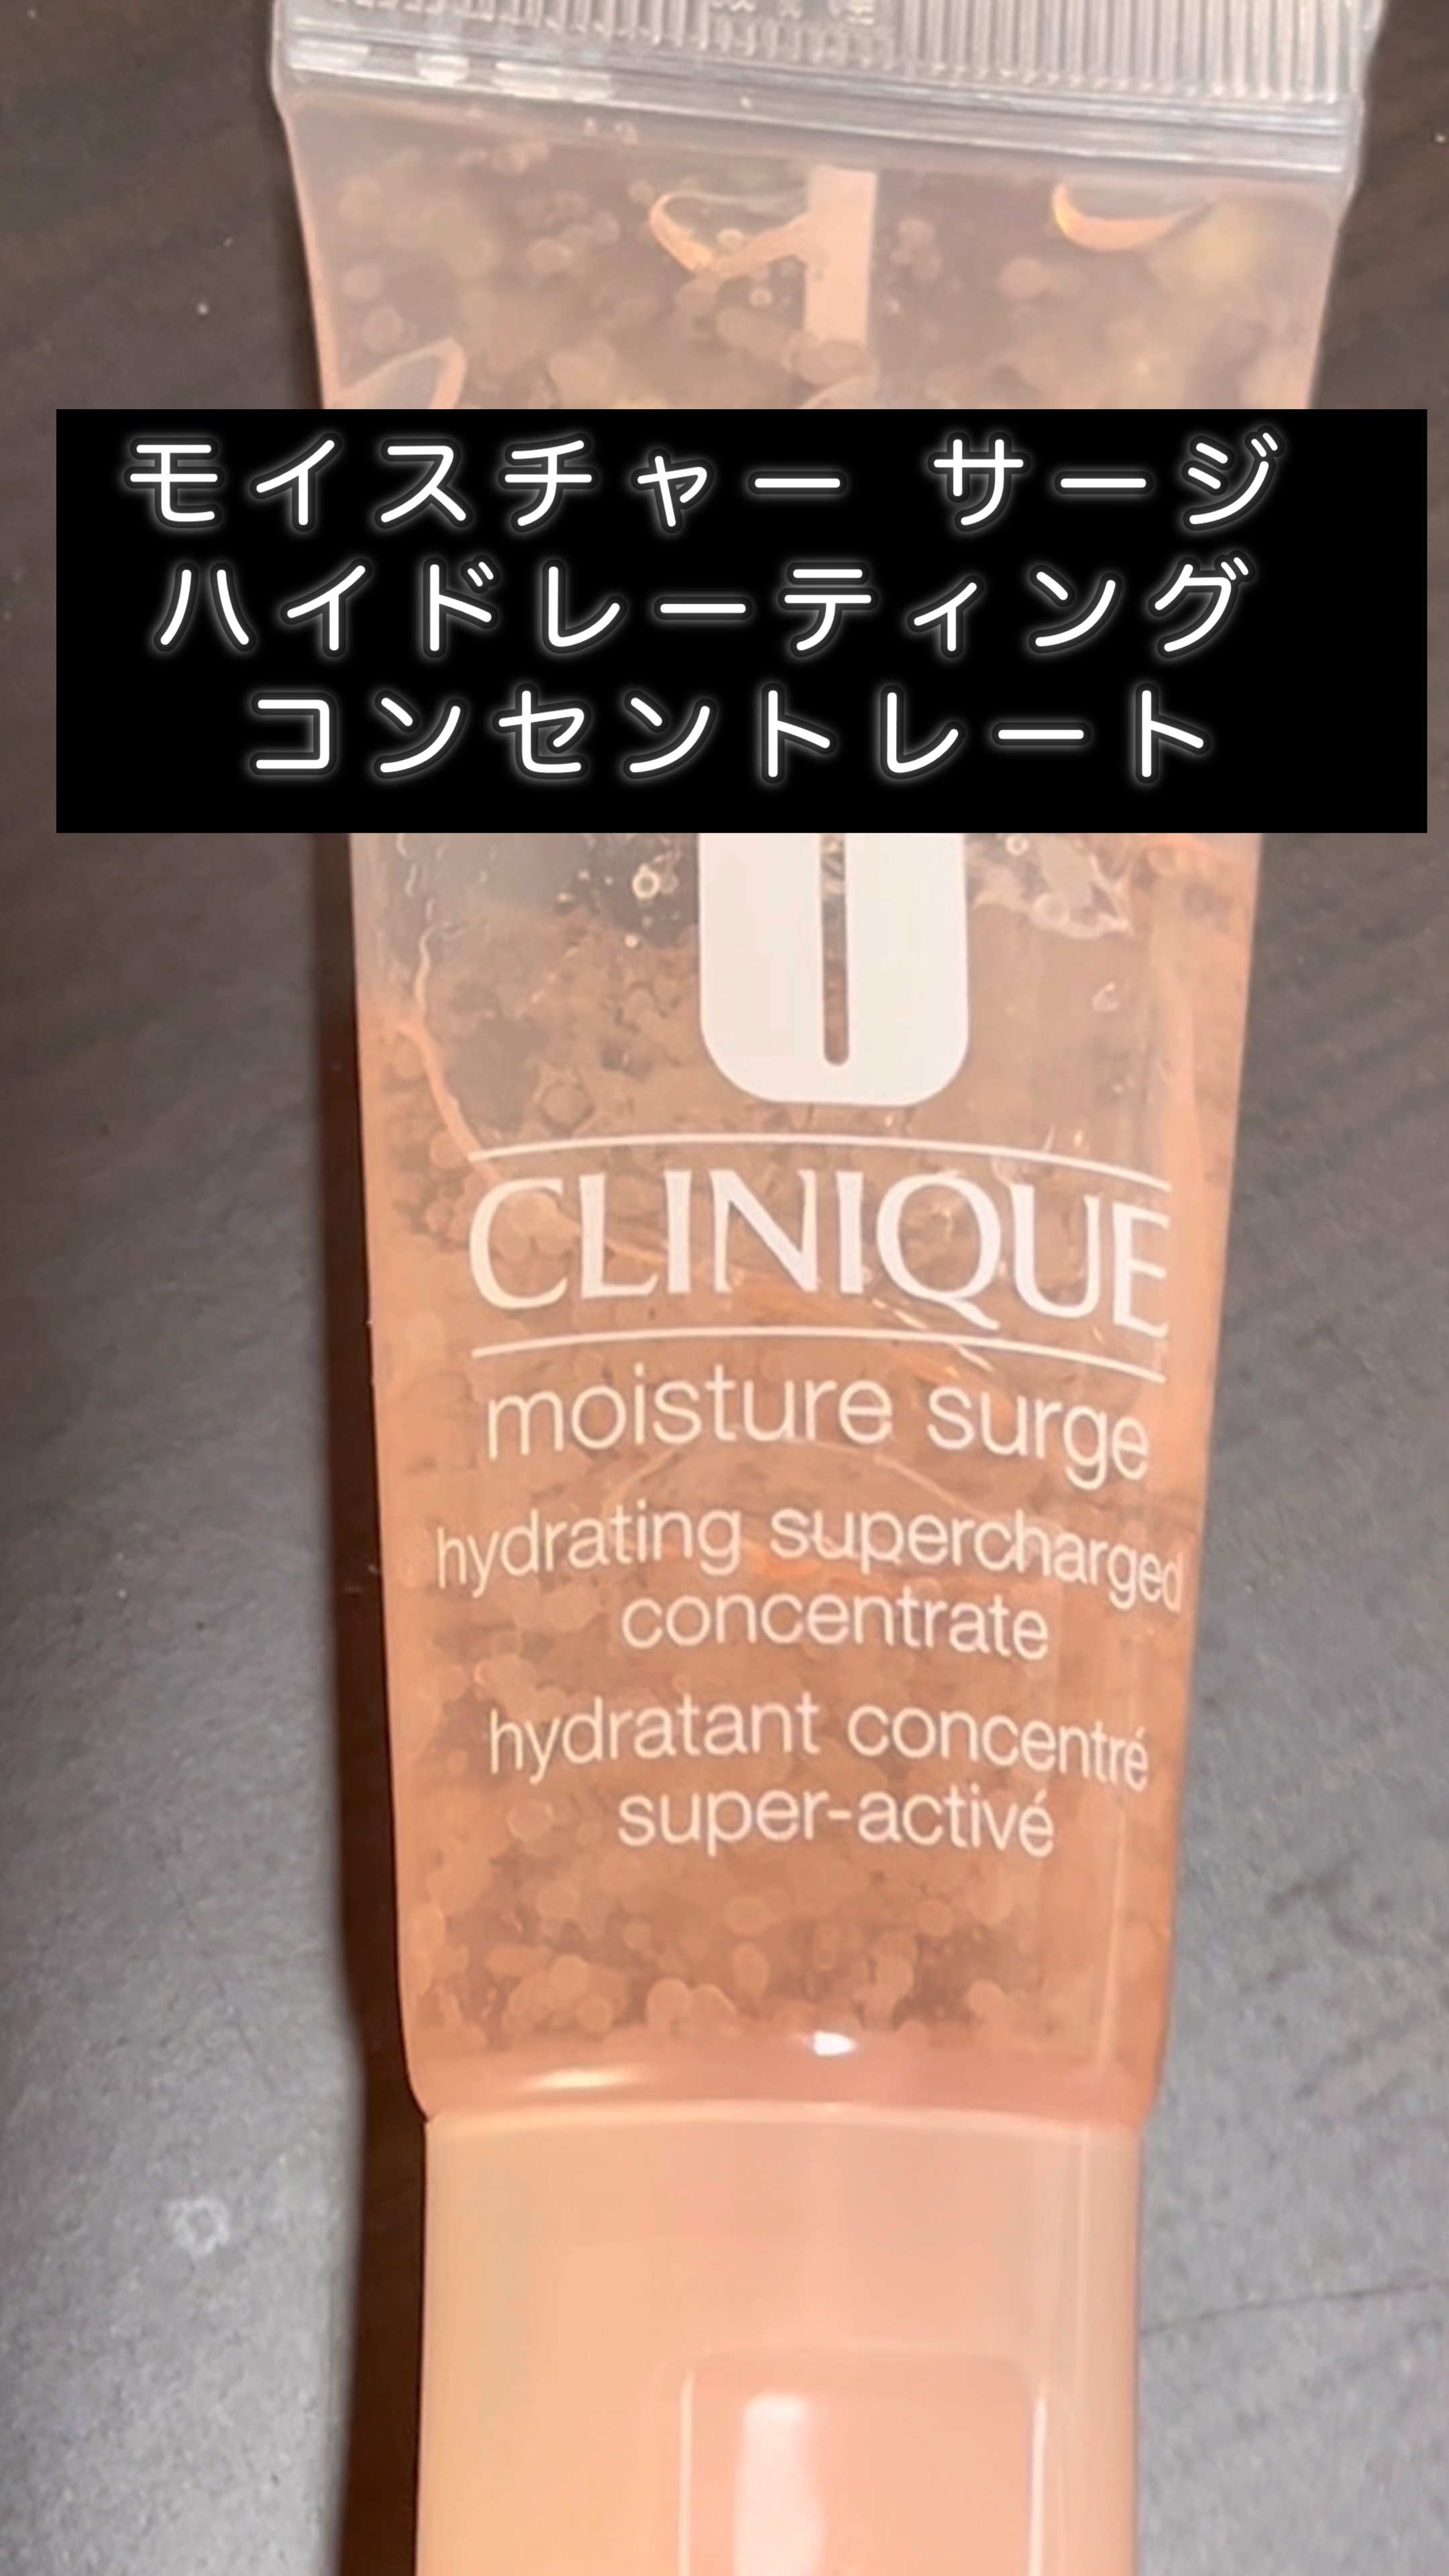 モイスチャー サージ
ハイドレーティング
コンセントレート
CLINIQUE
moisture surge
hydrating supercharged
concentrate
hydratant concentré
super-activé